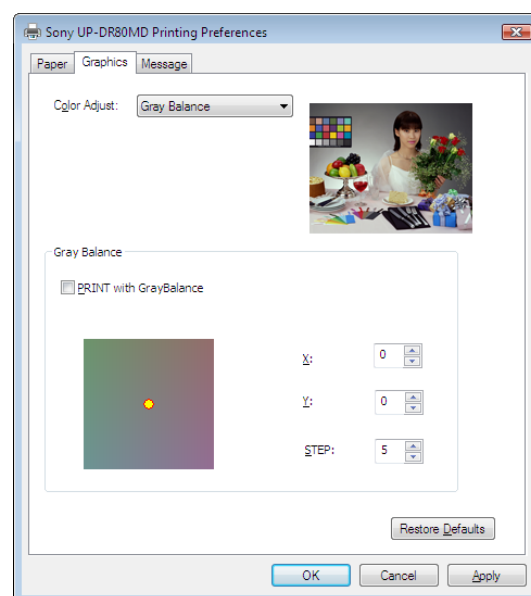 Sony UP-DR80MD Printing Preferences
Paper Graphics Message
Color Adjust: Gray Balance
Gray Balance
PRINT with GrayBalance
X: 0
Y: 0
STEP: 5
Restore Defaults
OK Cancel Apply